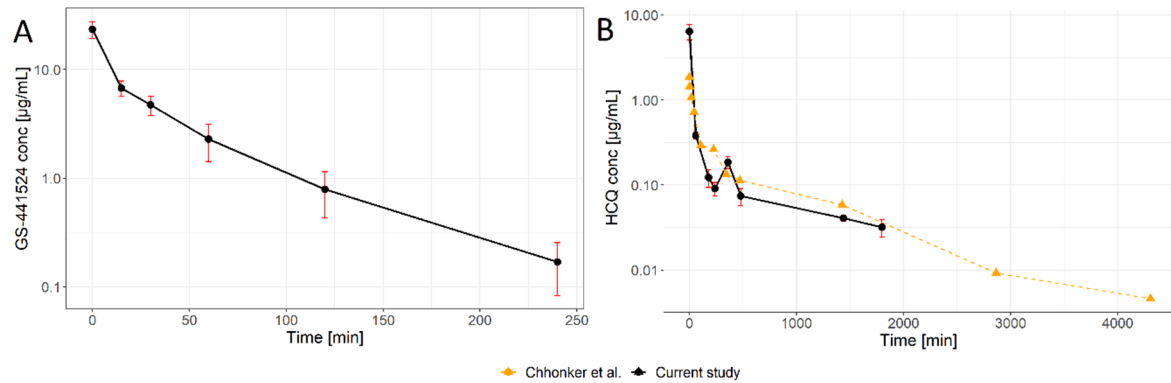 A
GS-441524 conc [µg/mL]
10.0
1.0
0.1
0 50 100 150 200 250
Time [min]
B
HCQ conc [µg/mL]
10.00
1.00
0.10
0.01
0 1000 2000 3000 4000
Time [min]
Chhonker et al. Current study